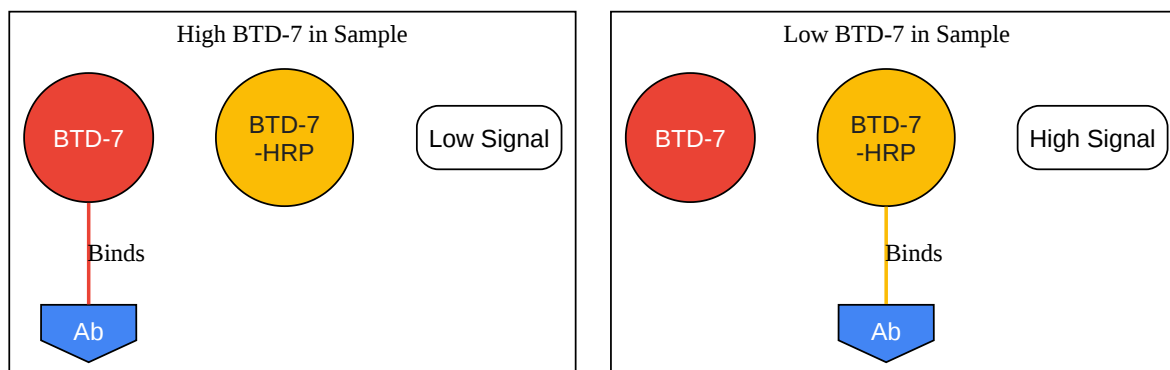 High BTD-7 in Sample
BTD-7
BTD-7
-HRP
Low Signal
Binds
Ab
Low BTD-7 in Sample
BTD-7
BTD-7
-HRP
High Signal
Binds
Ab